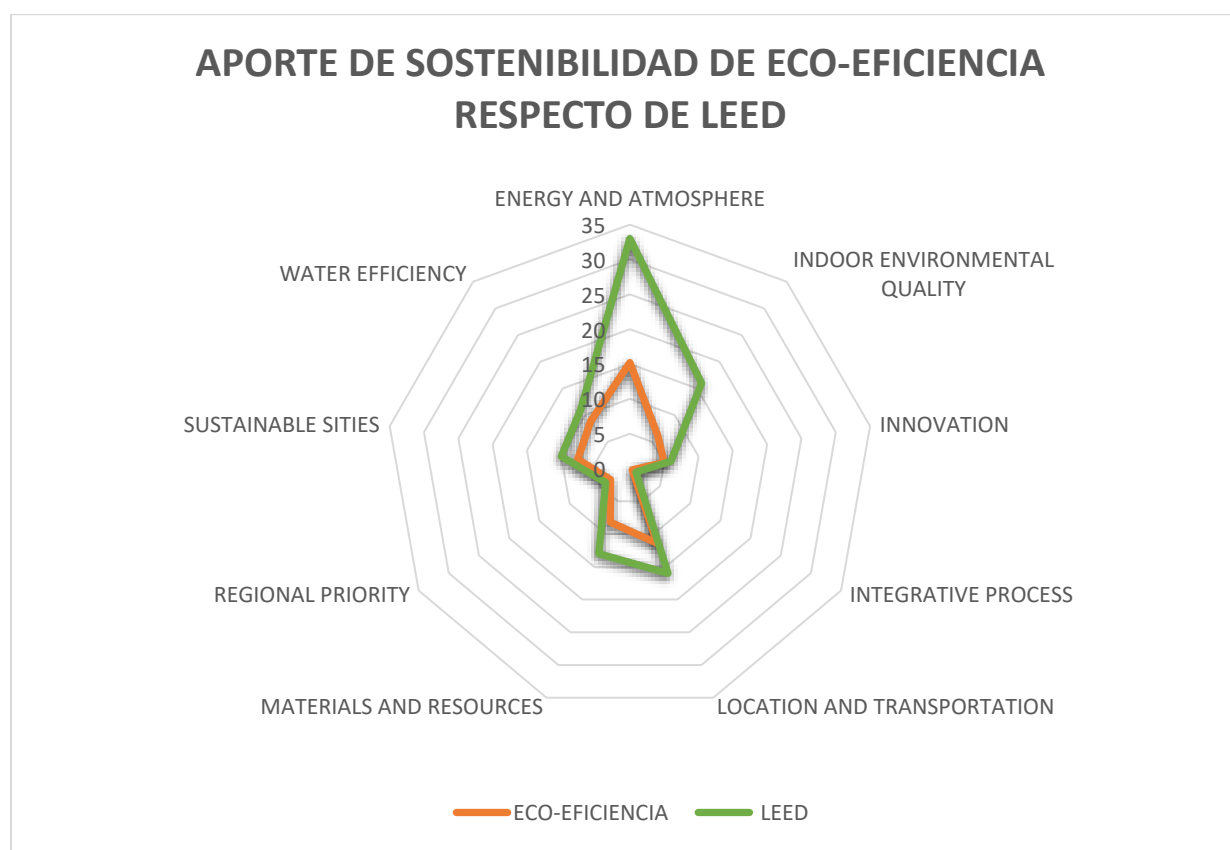 APORTE DE SOSTENIBILIDAD DE ECO-EFICIENCIA
RESPECTO DE LEED
ENERGY AND ATMOSPHERE
35
30
25
20
15
10
5
0
INDOOR ENVIRONMENTAL
QUALITY
INNOVATION
INTEGRATIVE PROCESS
LOCATION AND TRANSPORTATION
MATERIALS AND RESOURCES
REGIONAL PRIORITY
SUSTAINABLE SITIES
WATER EFFICIENCY
ECO-EFICIENCIA
LEED